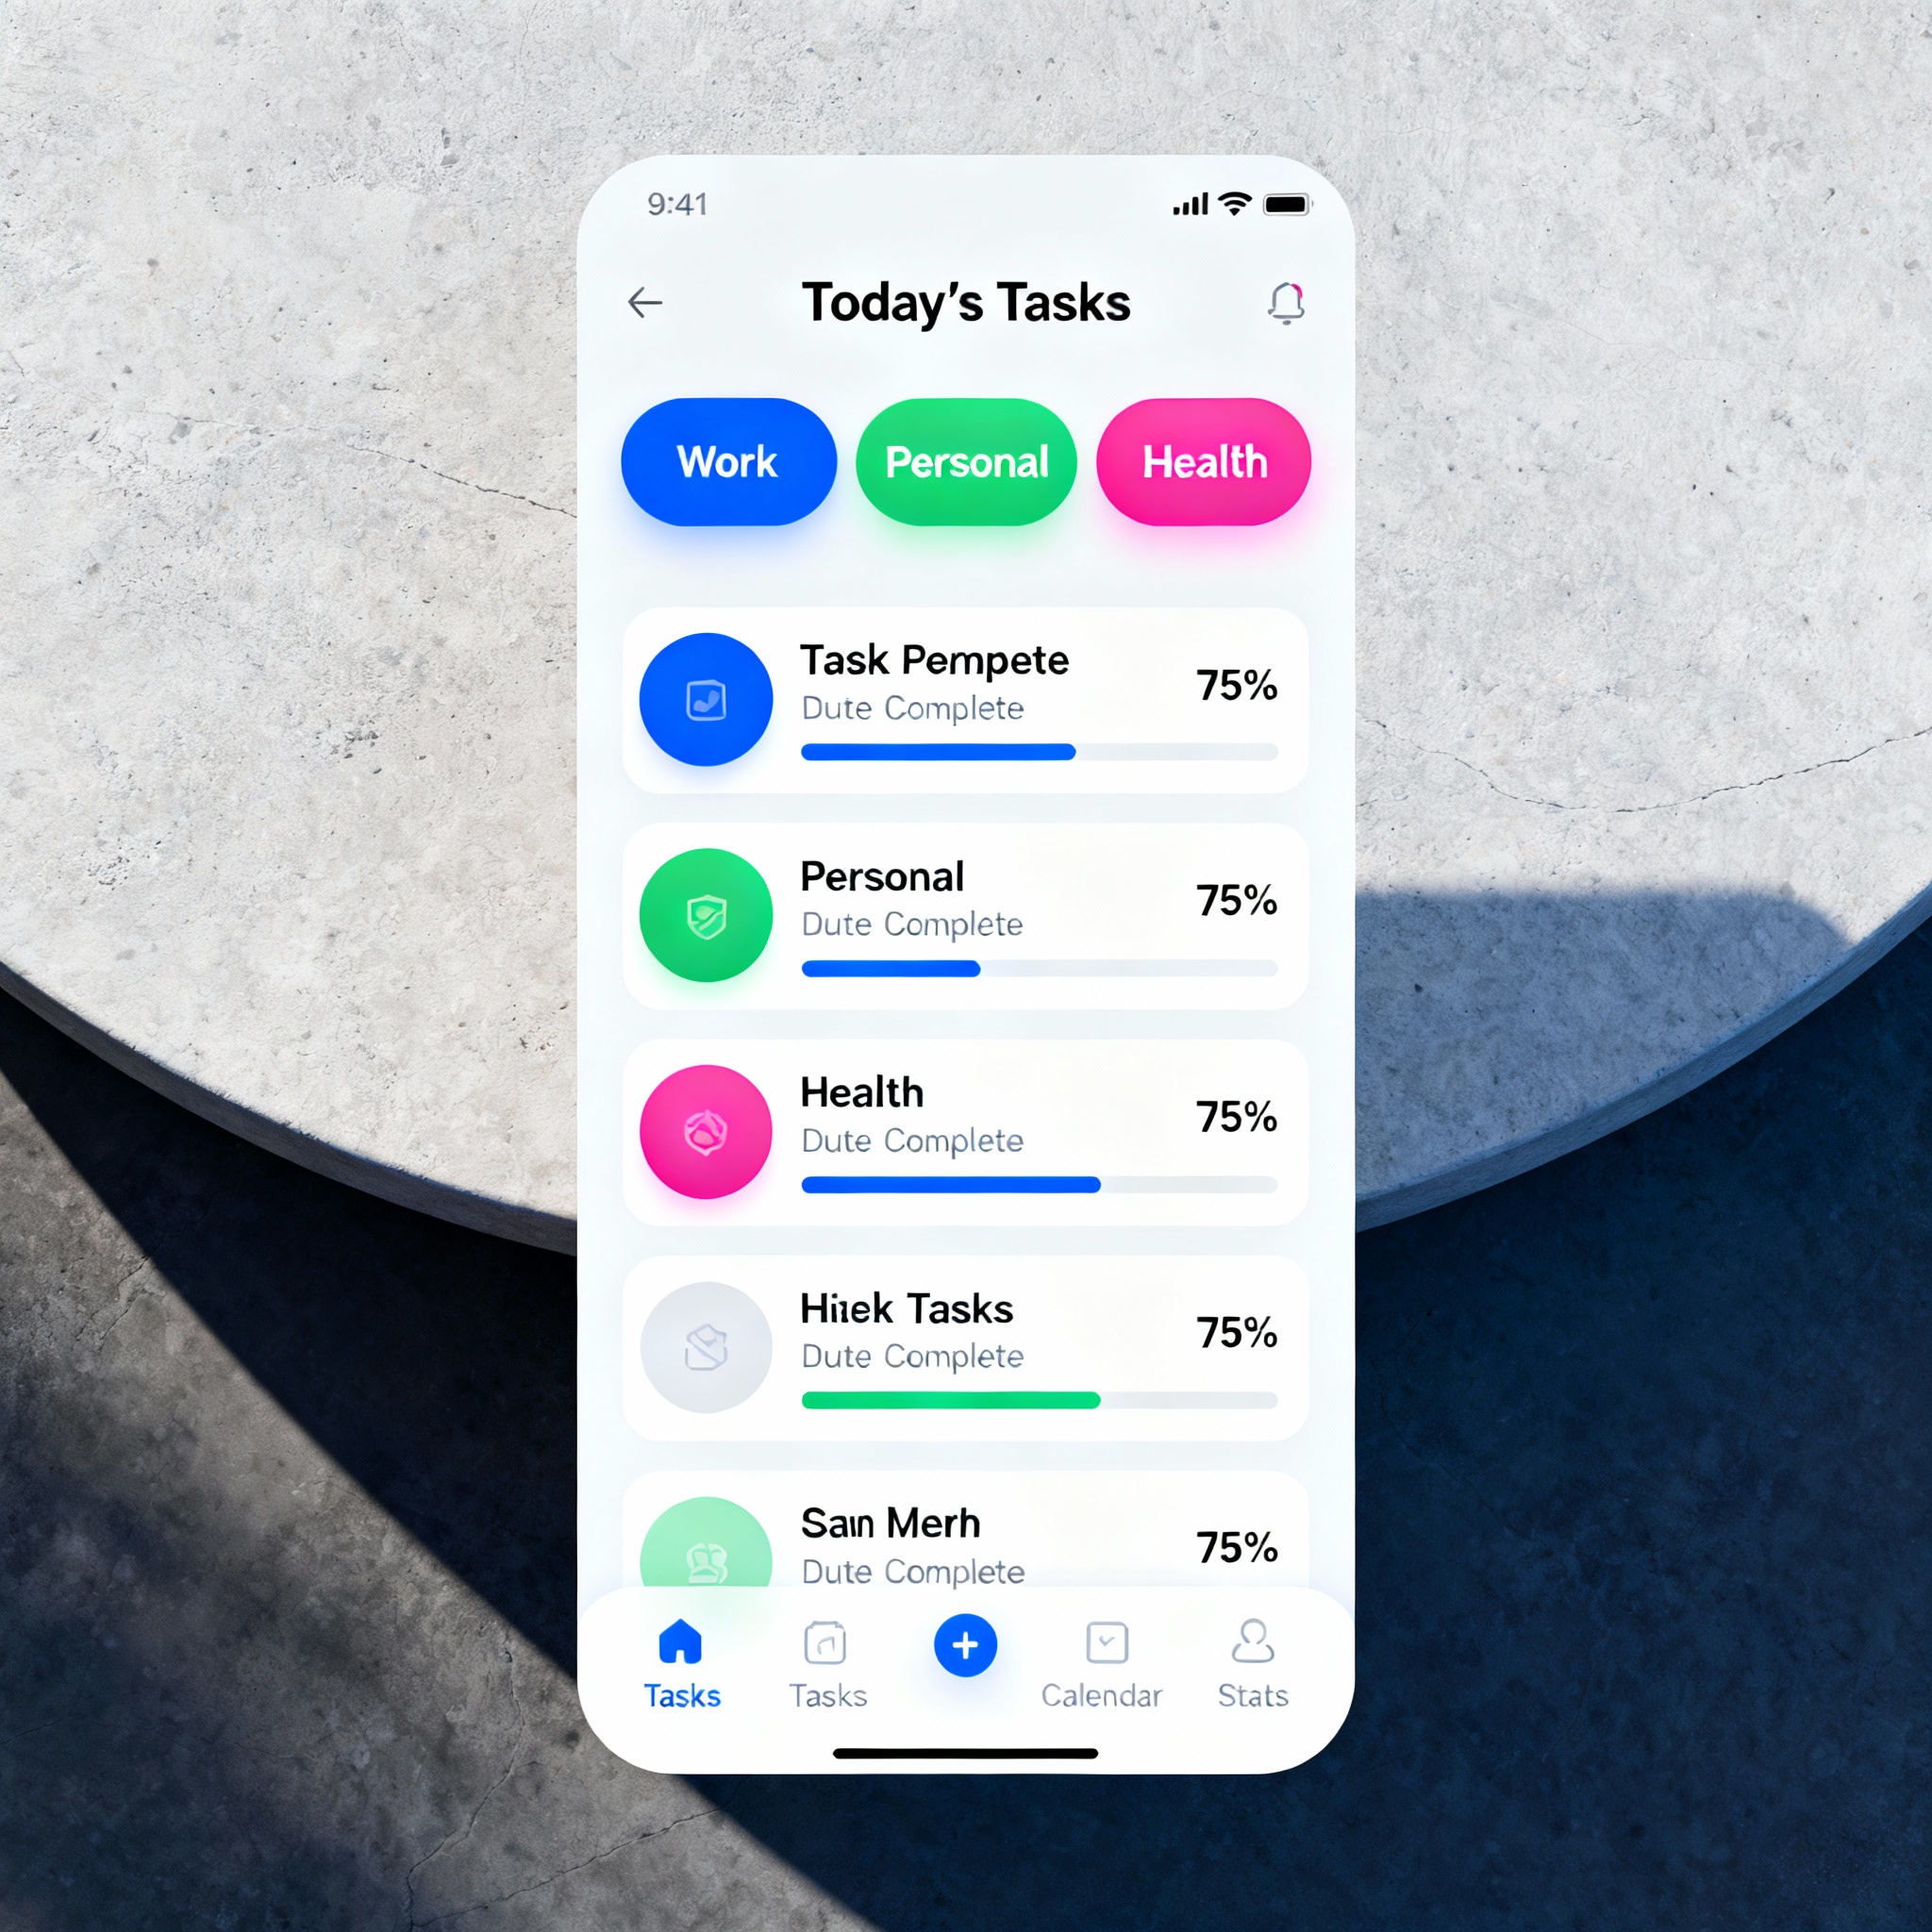 9:41
Today's Tasks
Work Personal Health
Task Pempete
Dute Complete
75%
Personal
Dute Complete
75%
Health
Dute Complete
75%
Hitek Tasks
Dute Complete
75%
Sain Merh
Dute Complete
75%
Tasks Tasks Calendar Stats